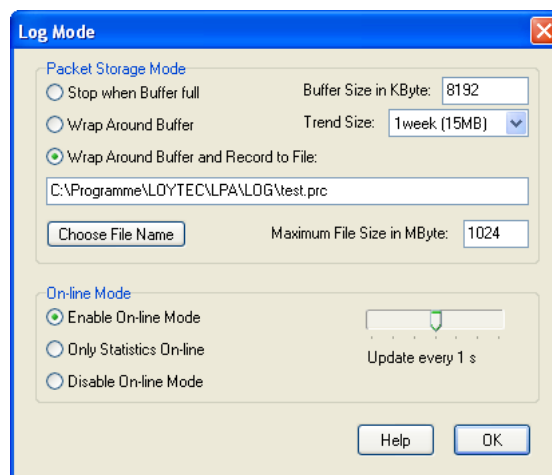 Log Mode
Packet Storage Mode
Stop when Buffer full
Buffer Size in KByte: 8192
Wrap Around Buffer
Trend Size: 1week (15MB)
Wrap Around Buffer and Record to File:
C:\Programme\LOYTEC\LPA\LOG\test.prc
Choose File Name
Maximum File Size in MByte: 1024
On-line Mode
Enable On-line Mode
Only Statistics On-line
Update every 1 s
Disable On-line Mode
Help
OK